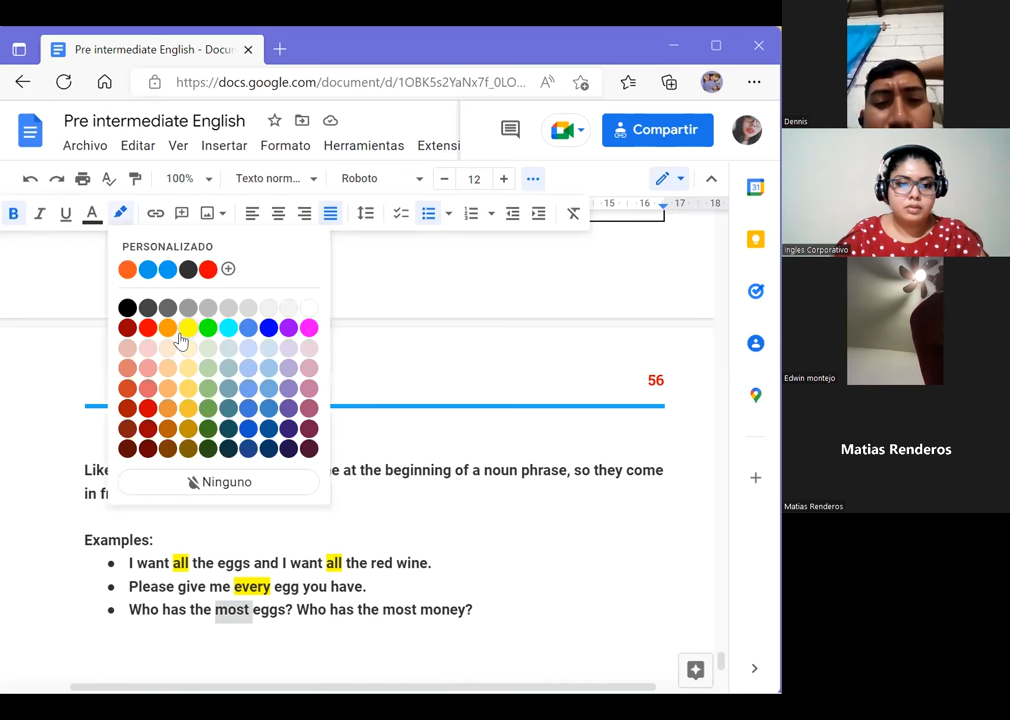 Pre intermediate English - Docu
https://docs.google.com/document/d/1OBK5s2YaNx7f_0LO...
Pre intermediate English
Archivo Editar Ver Insertar Formato Herramientas Extensi
Compartir
100% Texto norm... Roboto 12
15 16 17 18
PERSONALIZADO
Ninguno
56
Like
e at the beginning of a noun phrase, so they come
in fr
Examples:
● I want all the eggs and I want all the red wine.
● Please give me every egg you have.
● Who has the most eggs? Who has the most money?
31
Dennis
Ingles Corporativo
Edwin montejo
Matias Renderos
Matias Renderos